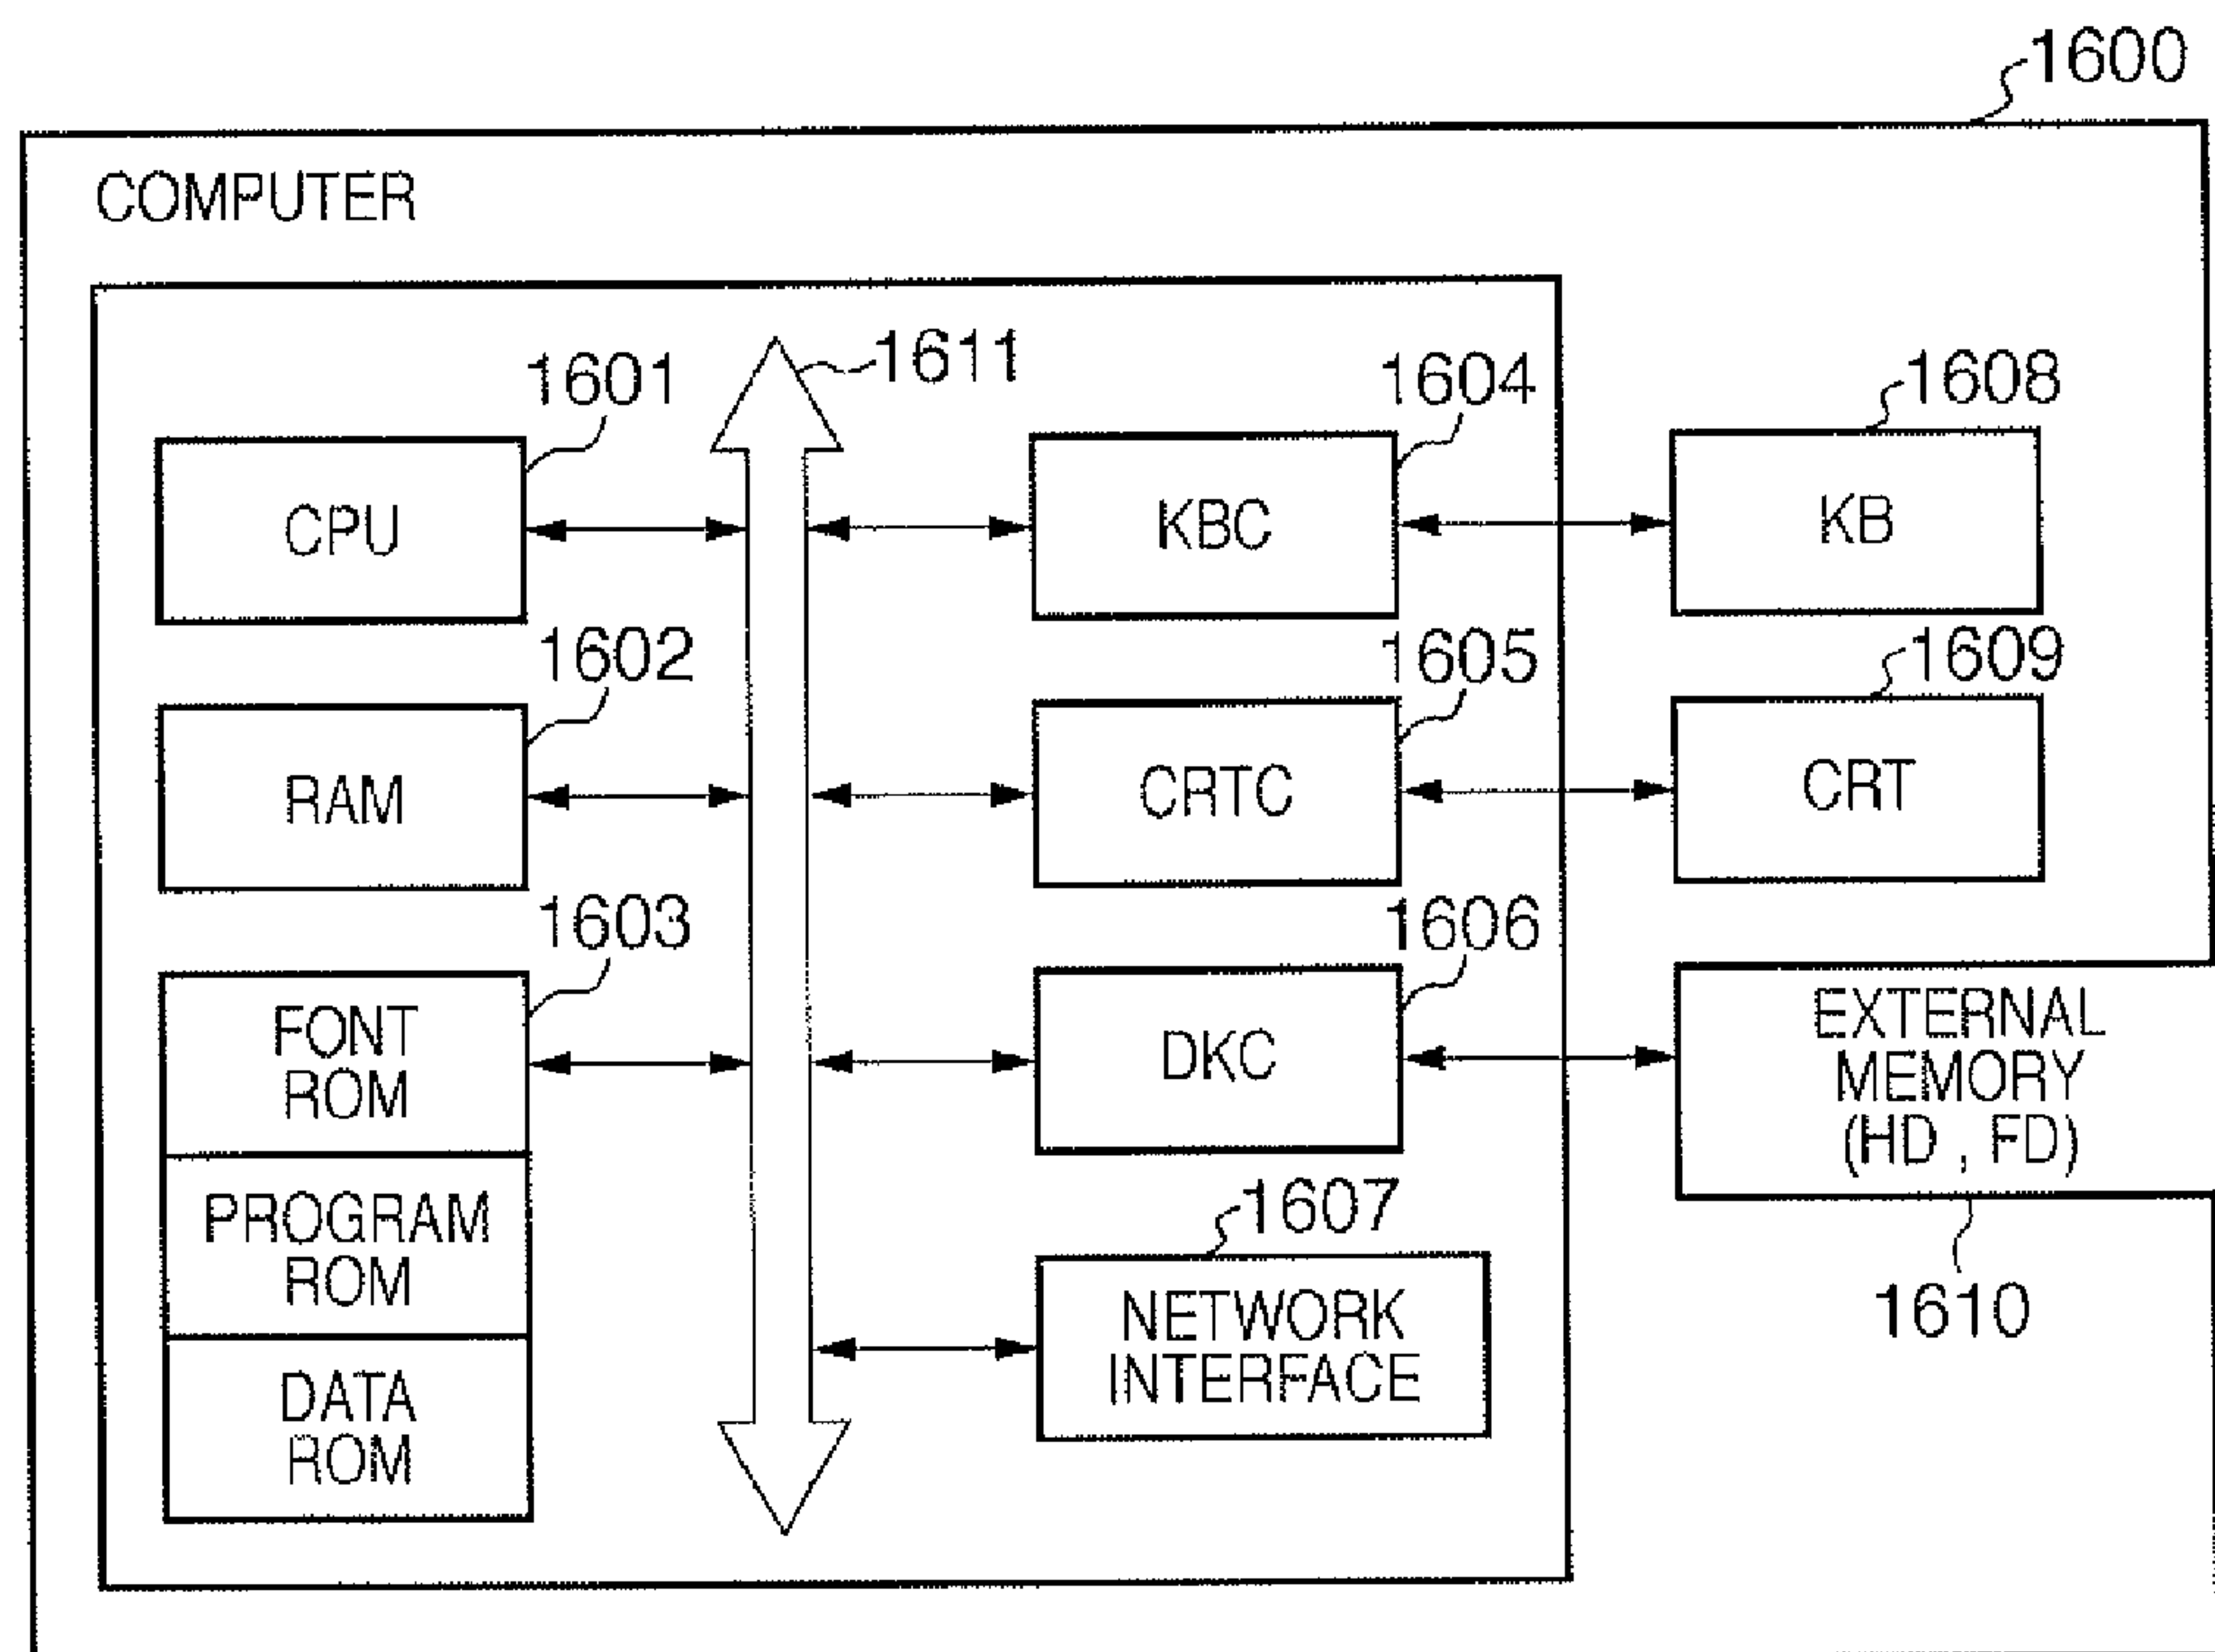 1600
COMPUTER
1601
1611
1604
1608
CPU
KBC
KB
1602
1605
1609
RAM
CRTC
CRT
1603
1606
FONT
ROM
DKC
EXTERNAL
MEMORY
(HD , FD)
PROGRAM
ROM
1607
1610
NETWORK
INTERFACE
DATA
ROM